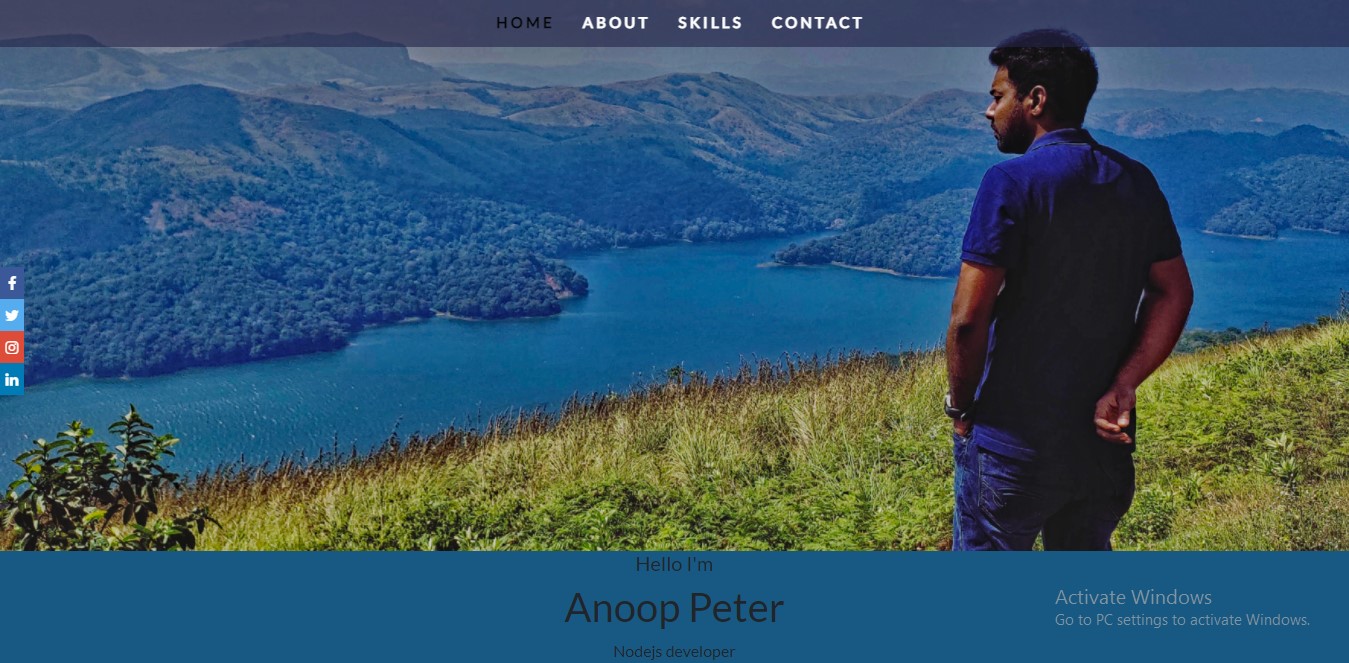 HOME ABOUT SKILLS CONTACT
Hello I'm
Anoop Peter
Nodejs developer
Activate Windows
Go to PC settings to activate Windows.